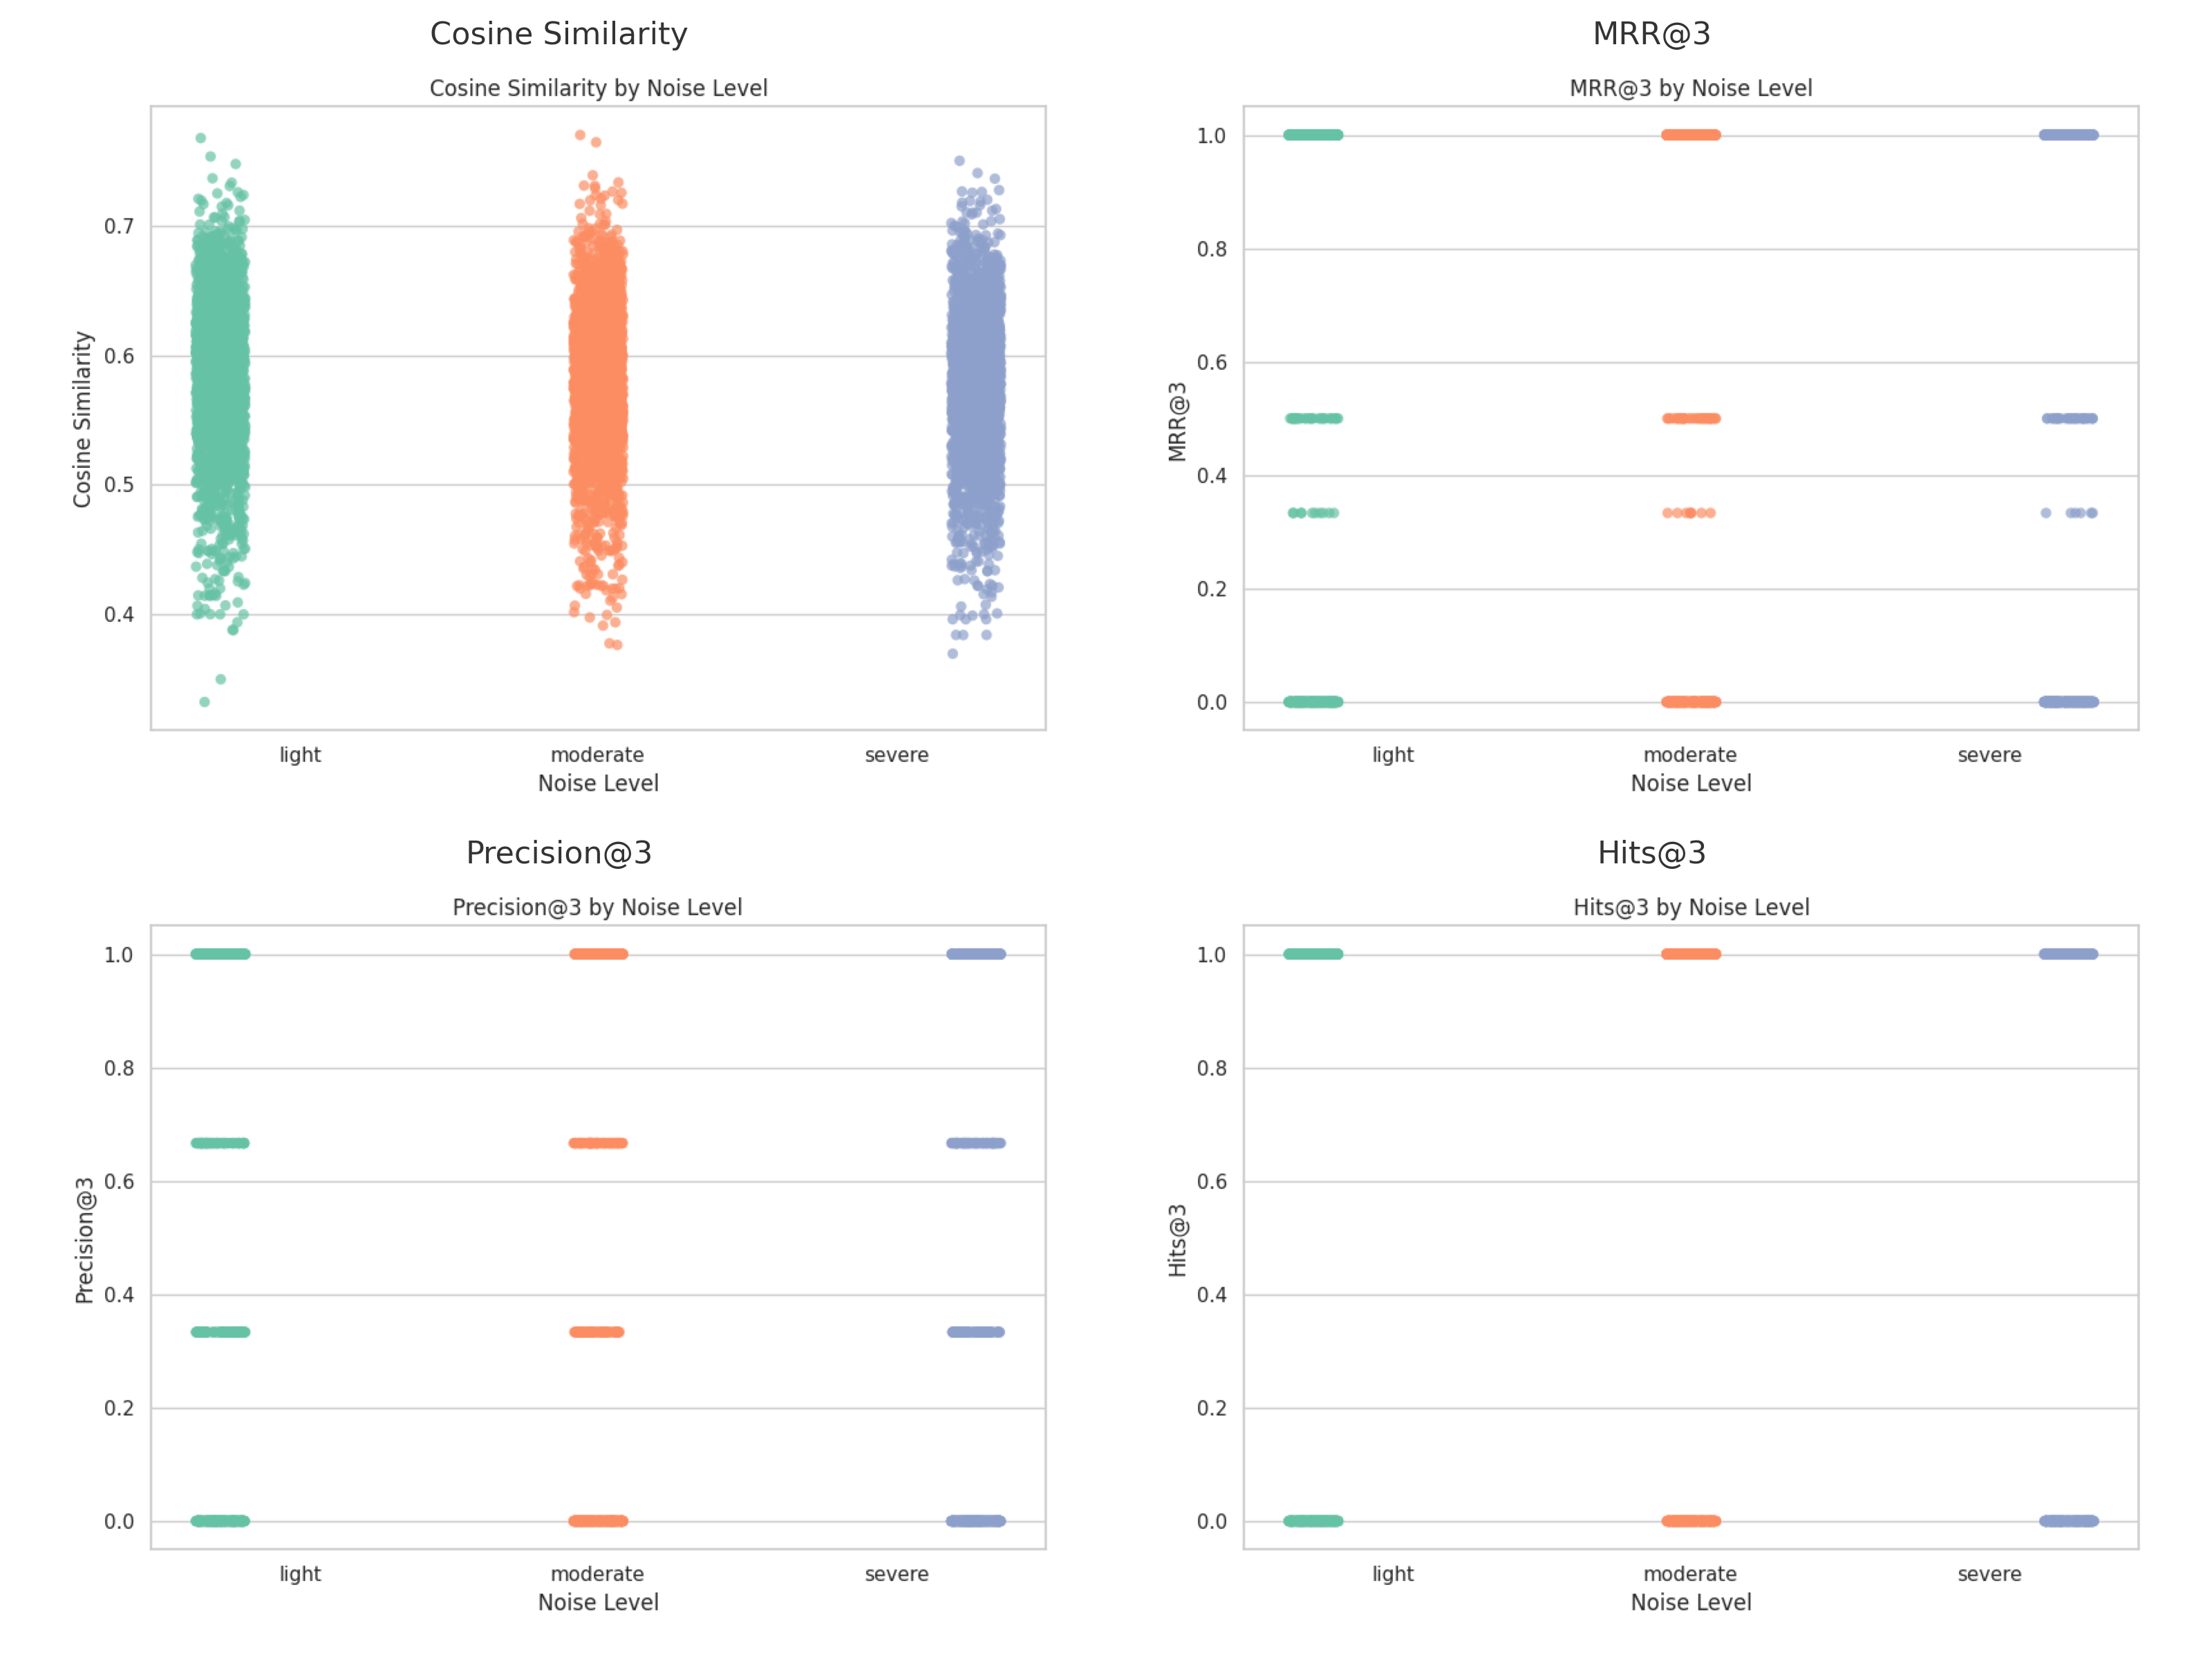 Cosine Similarity
Cosine Similarity by Noise Level
Cosine Similarity
0.7
0.6
0.5
0.4
light moderate severe
Noise Level
MRR@3
MRR@3 by Noise Level
MRR@3
1.0
0.8
0.6
0.4
0.2
0.0
light moderate severe
Noise Level
Precision@3
Precision@3 by Noise Level
Precision@3
1.0
0.8
0.6
0.4
0.2
0.0
light moderate severe
Noise Level
Hits@3
Hits@3 by Noise Level
Hits@3
1.0
0.8
0.6
0.4
0.2
0.0
light moderate severe
Noise Level